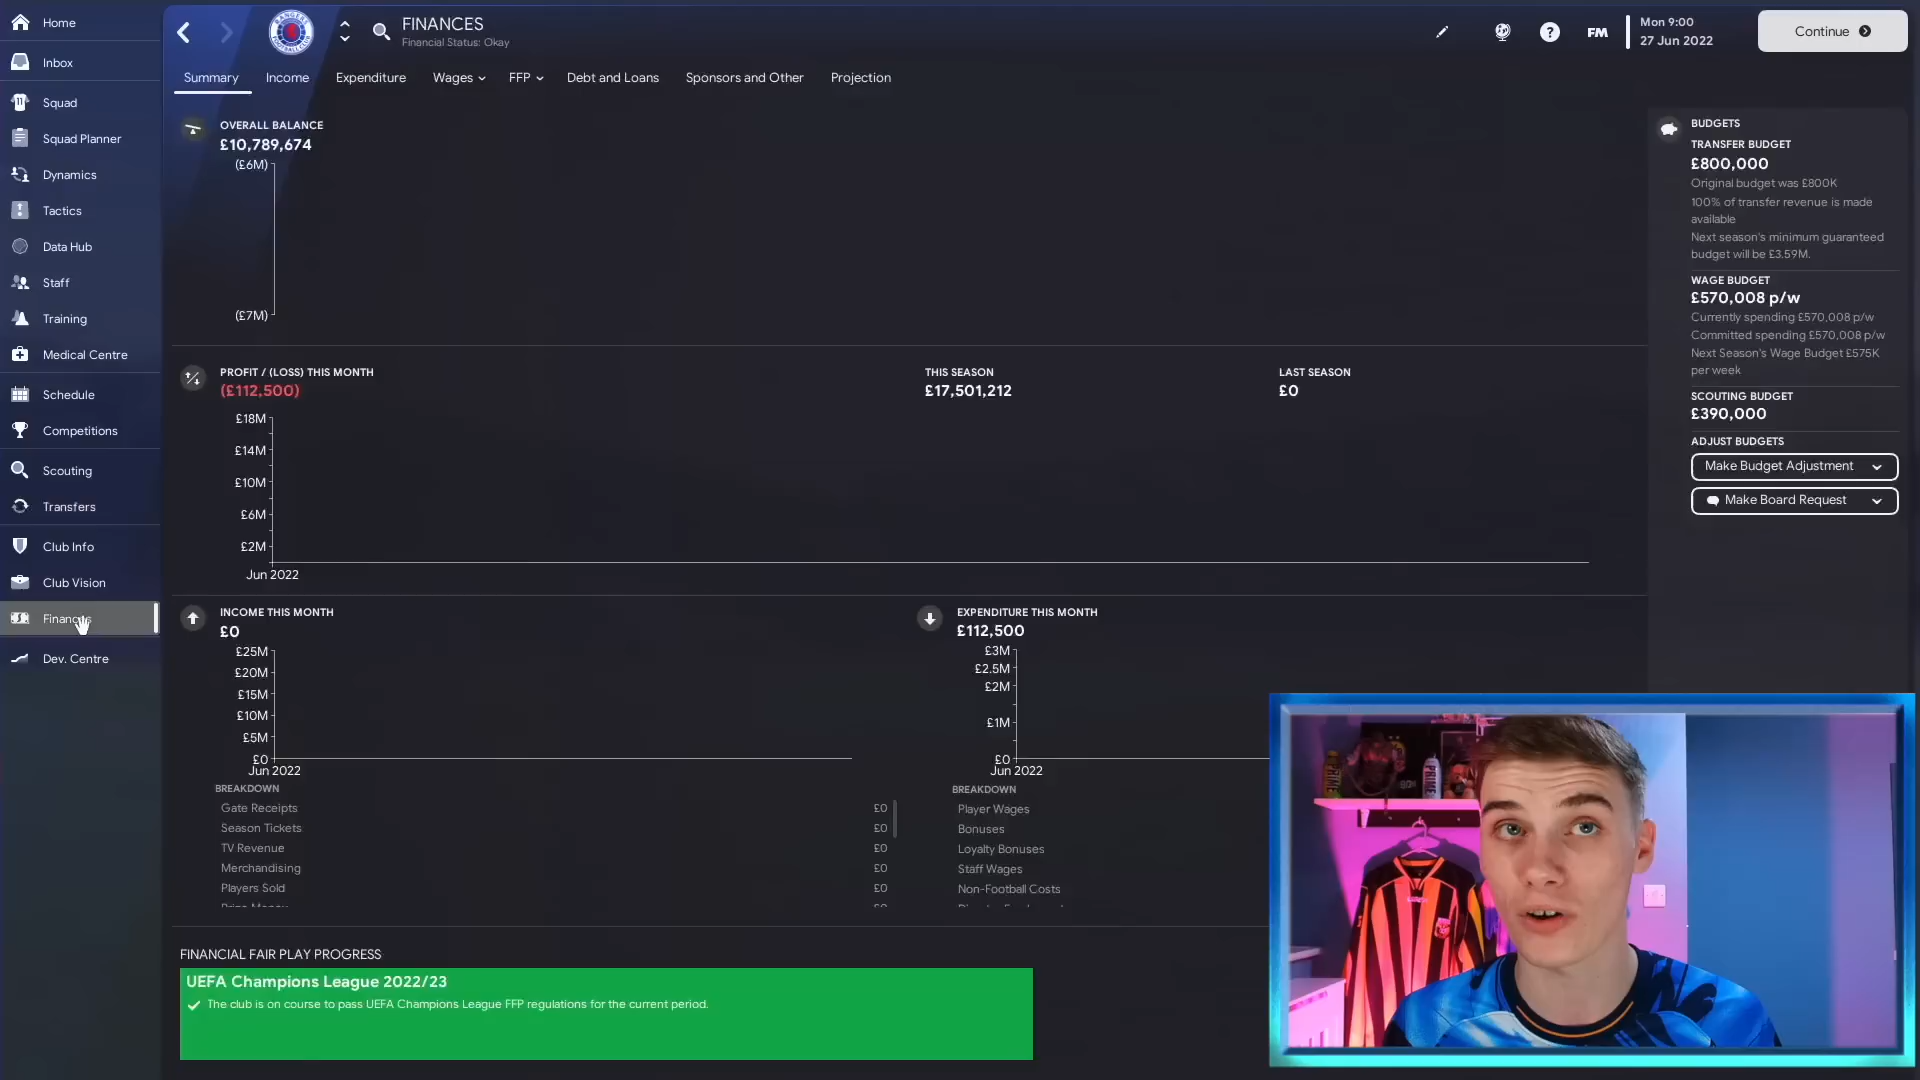 Home
Inbox
Squad
Squad Planner
Dynamics
Tactics
Data Hub
Staff
Training
Medical Centre
Schedule
Competitions
Scouting
Transfers
Club Info
Club Vision
Finances
Dev. Centre
FINANCES
Financial Status: Okay
FM
Mon 9:00
27 Jun 2022
Continue
Summary
Income
Expenditure
Wages
FFP
Debt and Loans
Sponsors and Other
Projection
OVERALL BALANCE
£10,789,674
(£6M)
(£7M)
PROFIT / (LOSS) THIS MONTH
(£112,500)
THIS SEASON
£17,501,212
LAST SEASON
£0
£18M
£14M
£10M
£6M
£2M
Jun 2022
INCOME THIS MONTH
£0
£25M
£20M
£15M
£10M
£5M
£0
Jun 2022
BREAKDOWN
Gate Receipts £0
Season Tickets £0
TV Revenue £0
Merchandising £0
Players Sold £0
EXPENDITURE THIS MONTH
£112,500
£3M
£2.5M
£2M
£1M
£0
Jun 2022
BREAKDOWN
Player Wages
Bonuses
Loyalty Bonuses
Staff Wages
Non-Football Costs
FINANCIAL FAIR PLAY PROGRESS
UEFA Champions League 2022/23
The club is on course to pass UEFA Champions League FFP regulations for the current period.
BUDGETS
TRANSFER BUDGET
£800,000
Original budget was £800K
100% of transfer revenue is made
available
Next season's minimum guaranteed
budget will be £3.59M.
WAGE BUDGET
£570,008 p/w
Currently spending £570,008 p/w
Committed spending £570,008 p/w
Next Season's Wage Budget £575K
per week
SCOUTING BUDGET
£390,000
ADJUST BUDGETS
Make Budget Adjustment
Make Board Request
PRIME